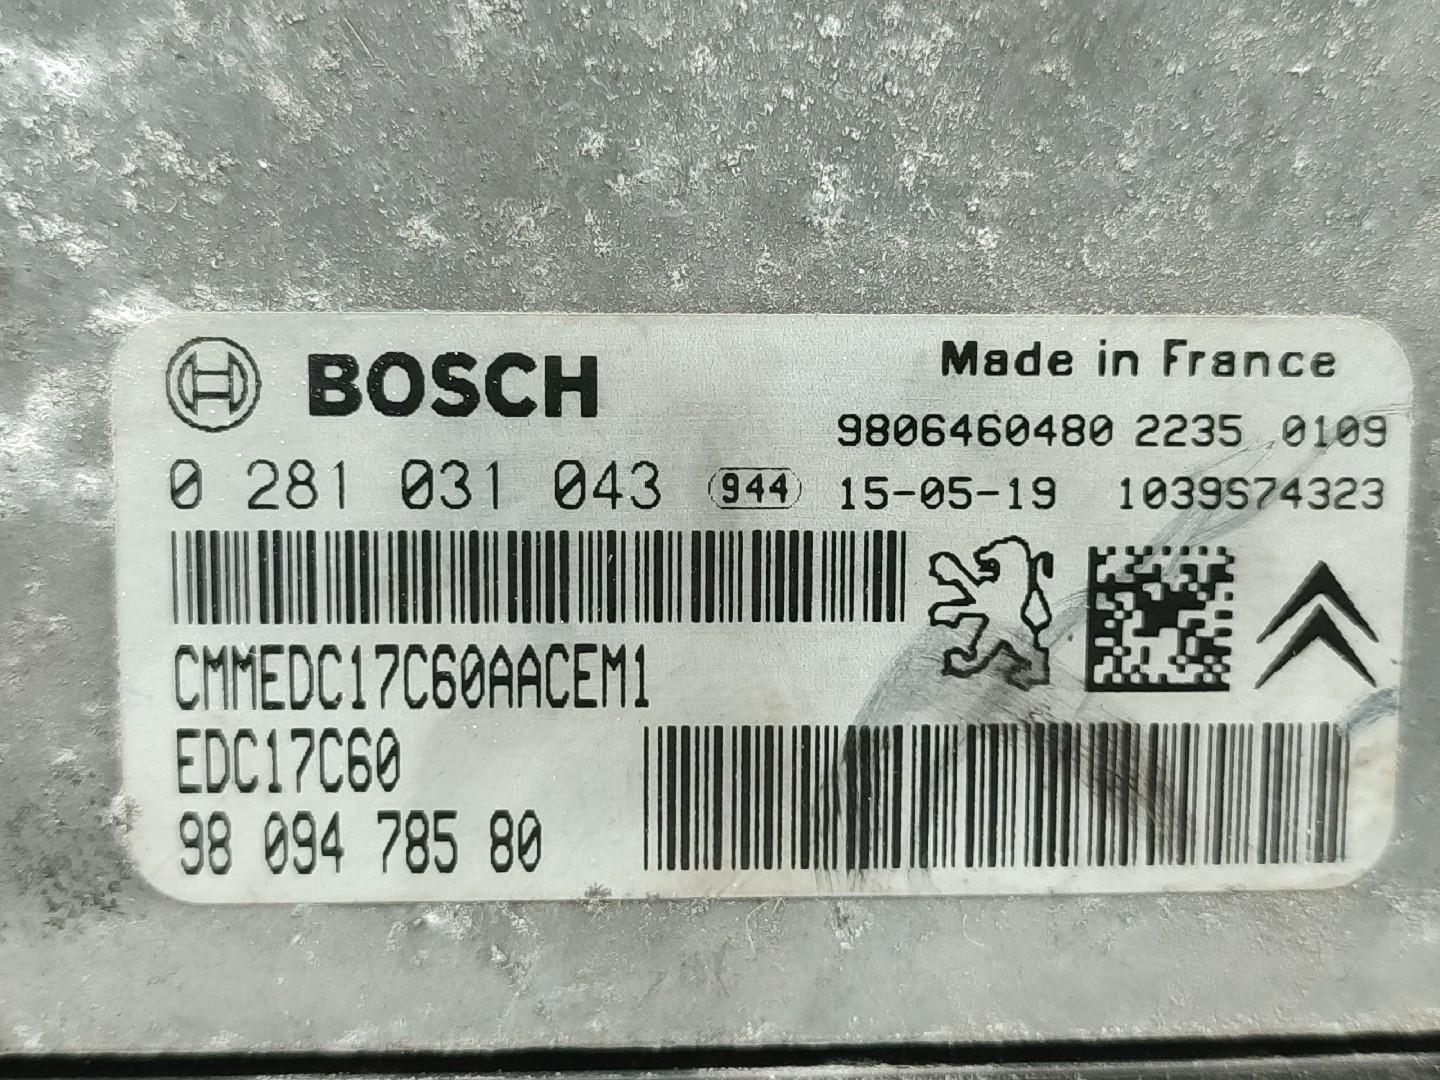 BOSCH
Made in France
9806460480 2235 0109
0 281 031 043 944 15-05-19 1039S74323
CMMEDC17C60AACEM1
EDC17C60
98 094 785 80